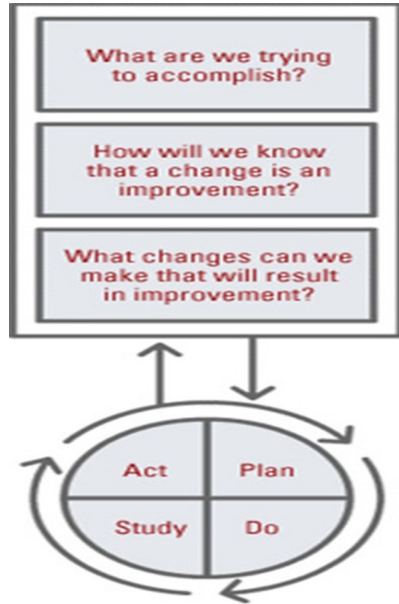 What are we trying
to accomplish?
How will we know
that a change is an
improvement?
What changes can we
make that will result
in improvement?
Act Plan
Study Do